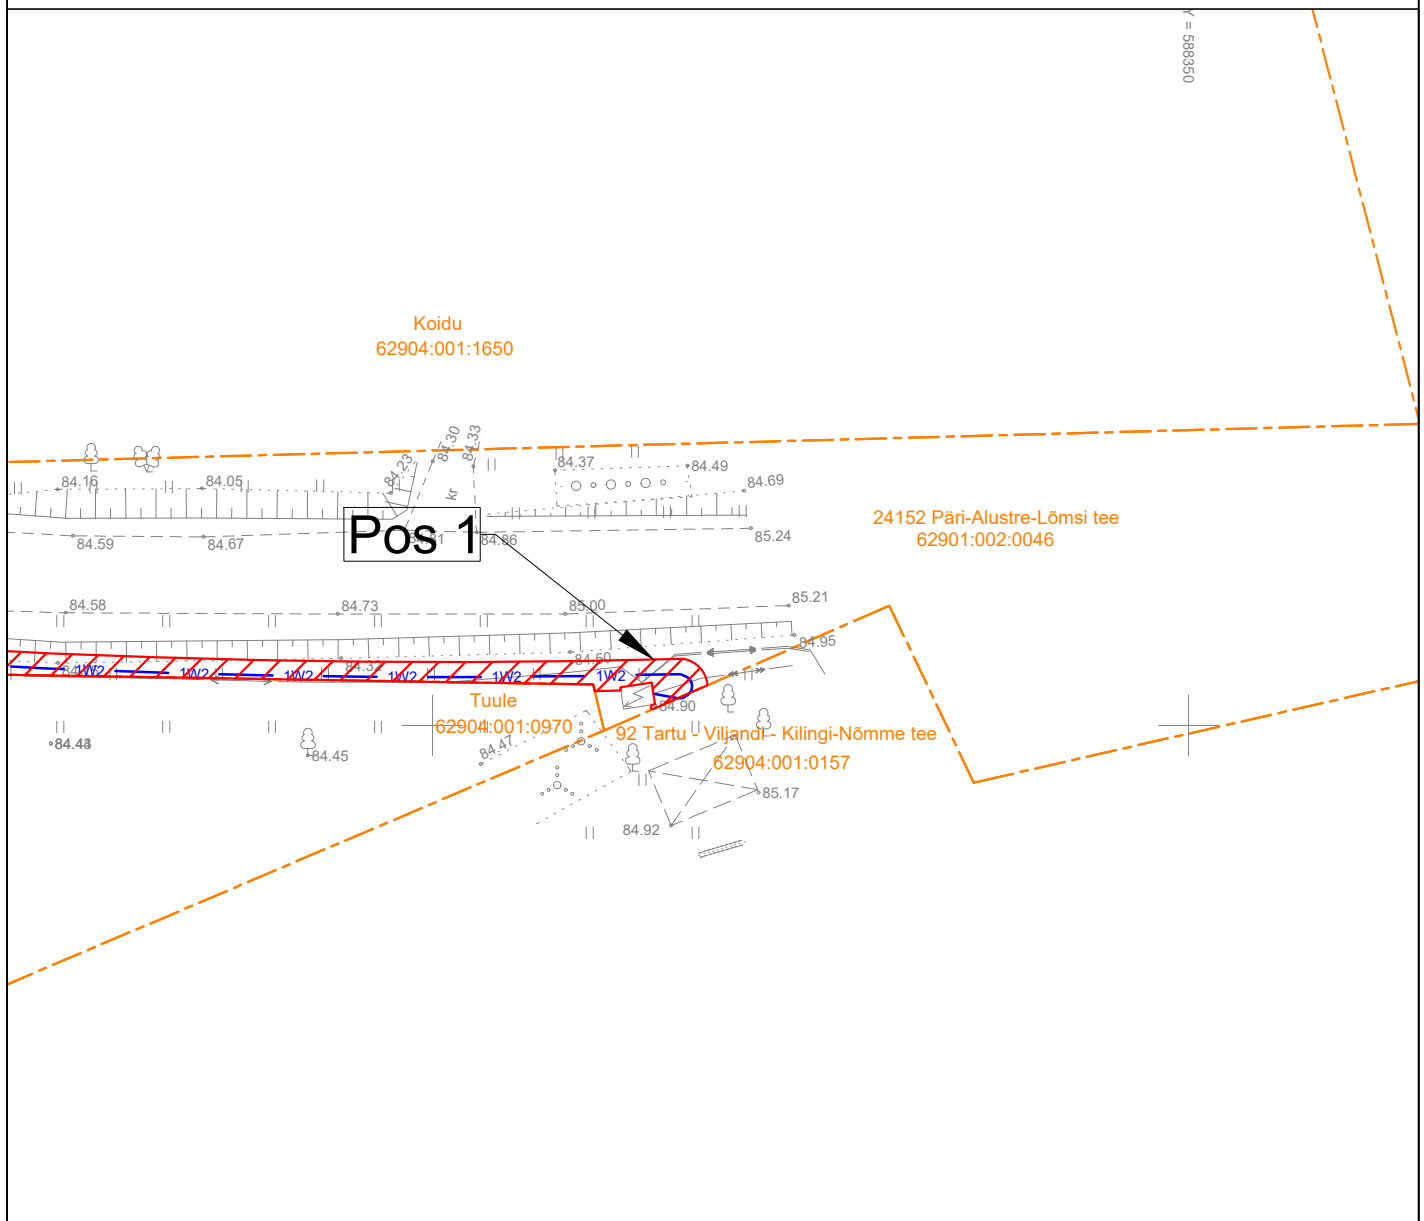 Y = 588350
Koidu
62904:001:1650
84.30
84.33
84.23
84.37
84.49
84.16
84.05
84.69
kr
24152 Päri-Alustre-Lõmsi tee
62901:002:0046
Pos 1
84.59
84.67
84.86
85.24
84.58
84.73
85.00
85.21
84.95
84.50
84.32
1W2
1W2
1W2
1W2
1W2
1W2
Tuule
62904:001:0970
84.90
92 Tartu - Viljandi - Kilingi-Nõmme tee
62904:001:0157
84.45
84.47
85.17
84.92